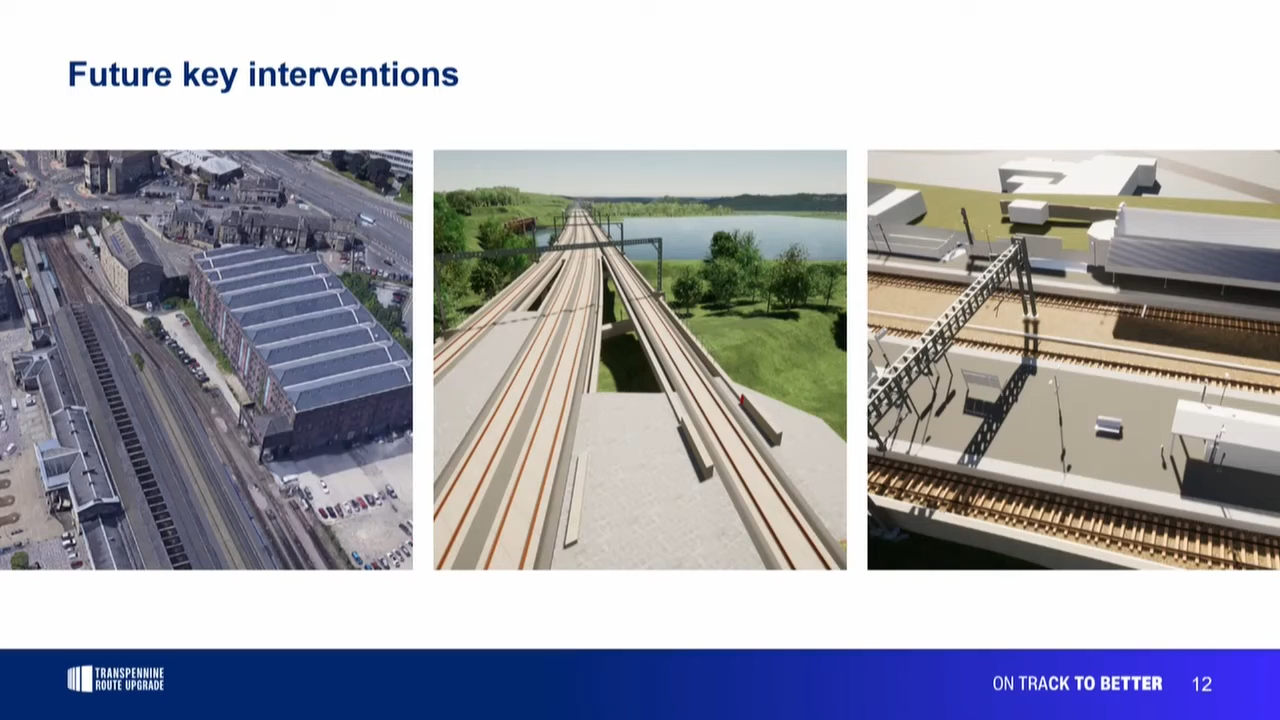 Future key interventions
TRANSPENNINE
ROUTE UPGRADE
ON TRACK TO BETTER
12